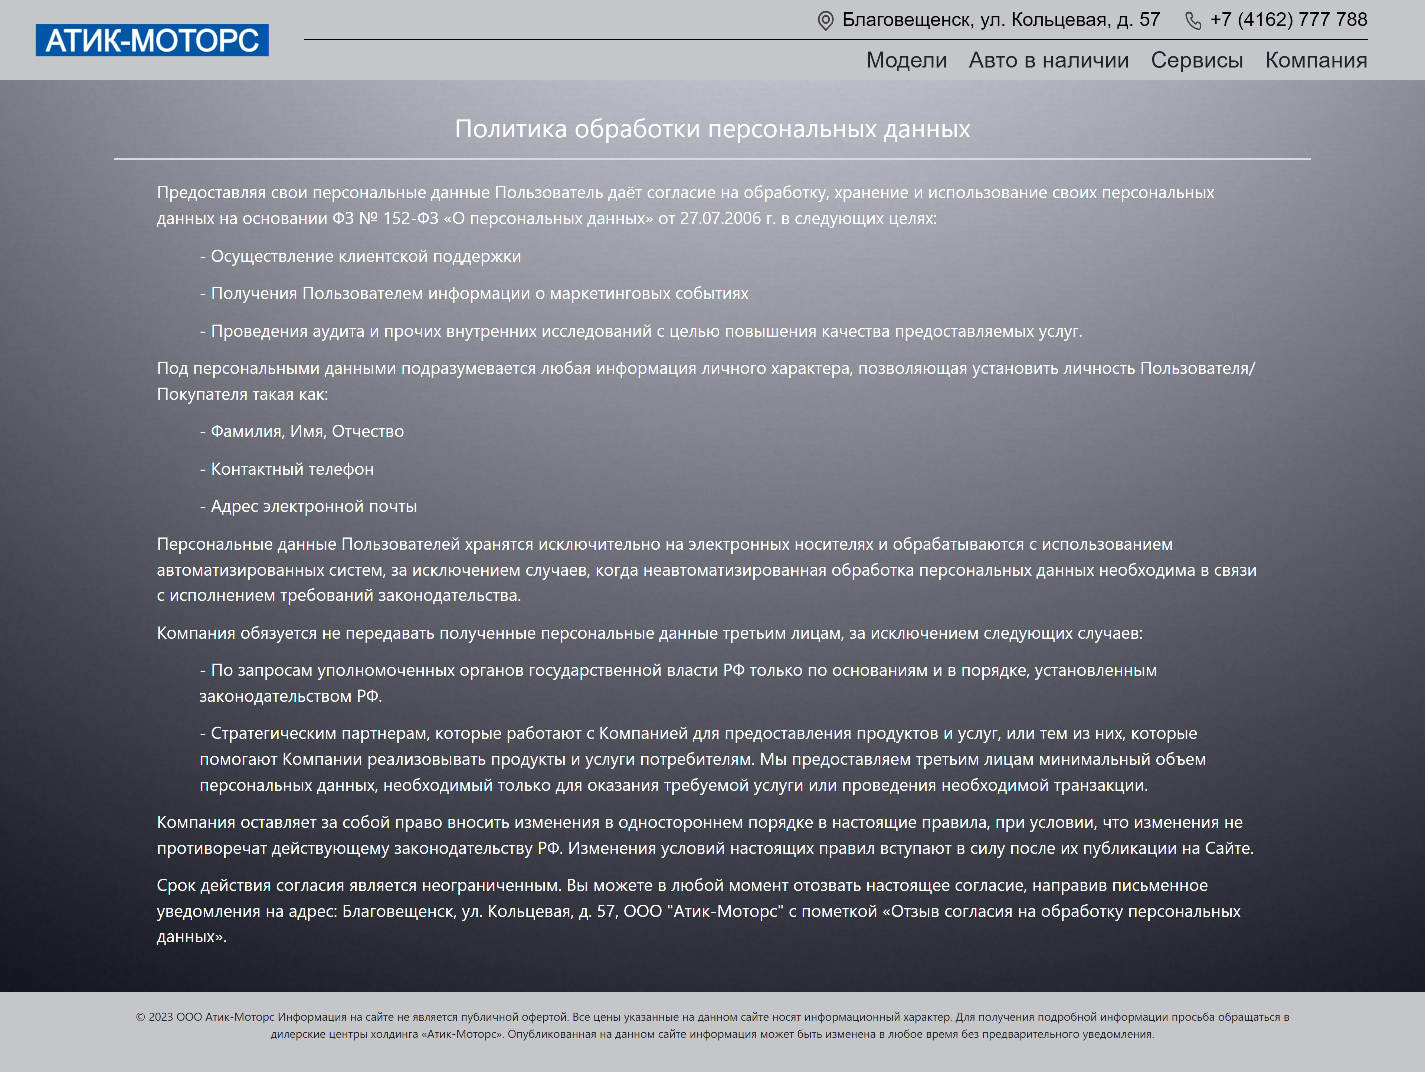 АТИК-МОТОРС
Благовещенск, ул. Кольцевая, д. 57 +7 (4162) 777 788
Модели Авто в наличии Сервисы Компания
Политика обработки персональных данных
Предоставляя свои персональные данные Пользователь даёт согласие на обработку, хранение и использование своих персональных
данных на основании ФЗ № 152-ФЗ «О персональных данных» от 27.07.2006 г. в следующих целях:
- Осуществление клиентской поддержки
- Получения Пользователем информации о маркетинговых событиях
- Проведения аудита и прочих внутренних исследований с целью повышения качества предоставляемых услуг.
Под персональными данными подразумевается любая информация личного характера, позволяющая установить личность Пользователя/
Покупателя такая как:
- Фамилия, Имя, Отчество
- Контактный телефон
- Адрес электронной почты
Персональные данные Пользователей хранятся исключительно на электронных носителях и обрабатываются с использованием
автоматизированных систем, за исключением случаев, когда неавтоматизированная обработка персональных данных необходима в связи
с исполнением требований законодательства.
Компания обязуется не передавать полученные персональные данные третьим лицам, за исключением следующих случаев:
- По запросам уполномоченных органов государственной власти РФ только по основаниям и в порядке, установленным
законодательством РФ.
- Стратегическим партнерам, которые работают с Компанией для предоставления продуктов и услуг, или тем из них, которые
помогают Компании реализовывать продукты и услуги потребителям. Мы предоставляем третьим лицам минимальный объем
персональных данных, необходимый только для оказания требуемой услуги или проведения необходимой транзакции.
Компания оставляет за собой право вносить изменения в одностороннем порядке в настоящие правила, при условии, что изменения не
противоречат действующему законодательству РФ. Изменения условий настоящих правил вступают в силу после их публикации на Сайте.
Срок действия согласия является неограниченным. Вы можете в любой момент отозвать настоящее согласие, направив письменное
уведомления на адрес: Благовещенск, ул. Кольцевая, д. 57, ООО "Атик-Моторс" с пометкой «Отзыв согласия на обработку персональных
данных».
© 2023 ООО Атик-Моторс Информация на сайте не является публичной офертой. Все цены указанные на данном сайте носят информационный характер. Для получения подробной информации просьба обращаться в
дилерские центры холдинга «Атик-Моторс». Опубликованная на данном сайте информация может быть изменена в любое время без предварительного уведомления.